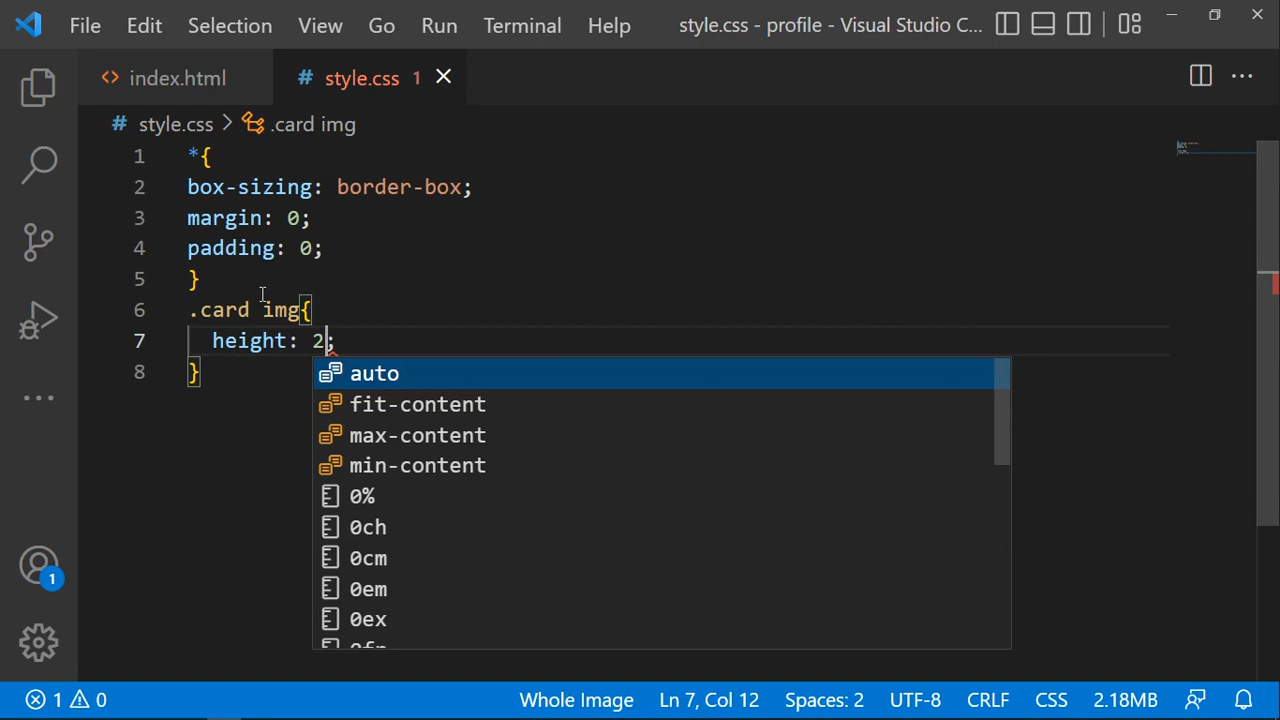 File Edit Selection View Go Run Terminal Help style.css - profile - Visual Studio C...
<> index.html # style.css 1
# style.css > .card img
1 *{
2 box-sizing: border-box;
3 margin: 0;
4 padding: 0;
5 }
6 .card img{
7 height: 2;
8 }
auto
fit-content
max-content
min-content
0%
0ch
0cm
0em
0ex
1
1 0 Whole Image Ln 7, Col 12 Spaces: 2 UTF-8 CRLF CSS 2.18MB